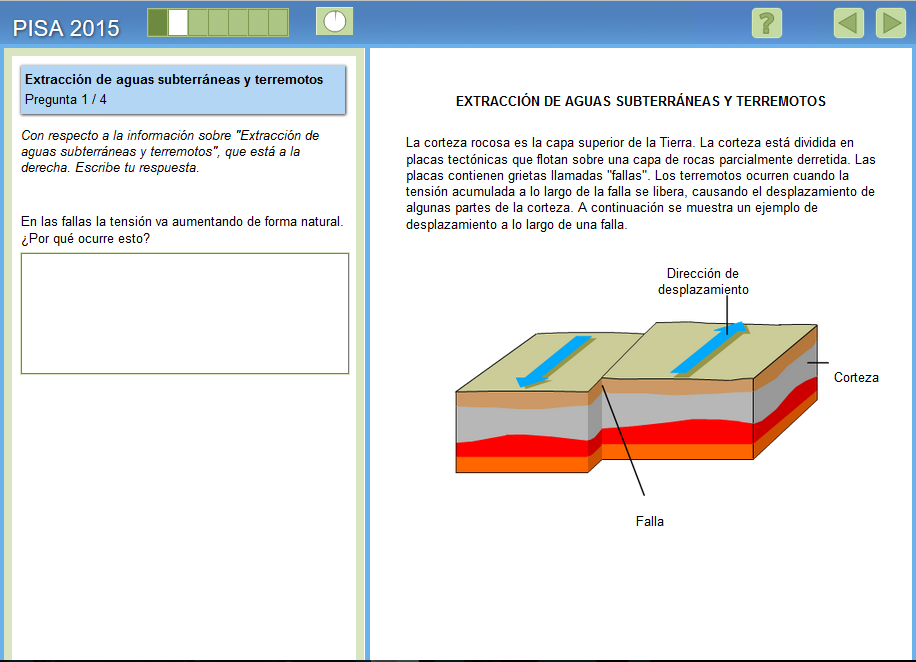 PISA 2015
?
Extracción de aguas subterráneas y terremotos
Pregunta 1 / 4
Con respecto a la información sobre "Extracción de
aguas subterráneas y terremotos", que está a la
derecha. Escribe tu respuesta.
En las fallas la tensión va aumentando de forma natural.
¿Por qué ocurre esto?
EXTRACCIÓN DE AGUAS SUBTERRÁNEAS Y TERREMOTOS
La corteza rocosa es la capa superior de la Tierra. La corteza está dividida en
placas tectónicas que flotan sobre una capa de rocas parcialmente derretida. Las
placas contienen grietas llamadas "fallas". Los terremotos ocurren cuando la
tensión acumulada a lo largo de la falla se libera, causando el desplazamiento de
algunas partes de la corteza. A continuación se muestra un ejemplo de
desplazamiento a lo largo de una falla.
Dirección de
desplazamiento
Corteza
Falla